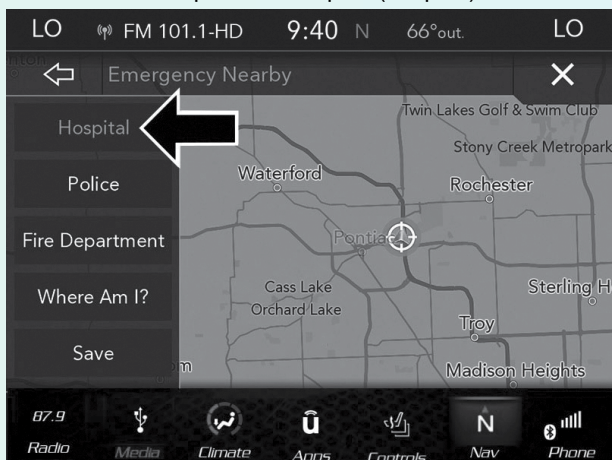 LO FM 101.1-HD 9:40 N 66°out. LO
Emergency Nearby
Hospital
Police
Fire Department
Where Am I?
Save
Twin Lakes Golf & Swim Club
Stony Creek Metropark
Waterford
Rochester
Pontia
Cass Lake
Orchard Lake
Sterling H
Troy
Madison Heights
87.9
Radio
Media
Climate
û
Apps
Controls
N
Nav
Phone